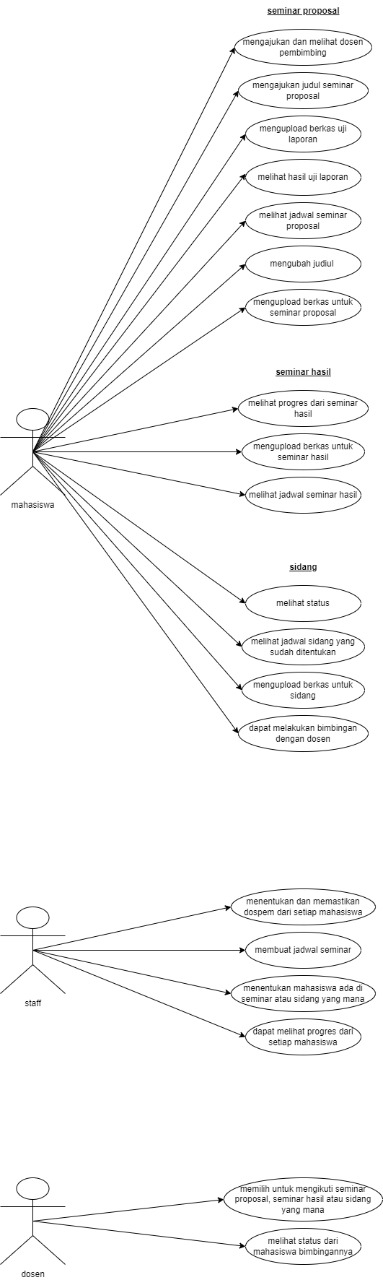 seminar proposal
mengajukan dan melihat dosen
pembimbing
mengajukan judul seminar
proposal
mengupload berkas uji
laporan
melihat hasil uji laporan
melihat jadwal seminar
proposal
mengubah judiul
mengupload berkas untuk
seminar proposal
seminar hasil
melihat progres dari seminar
hasil
mengupload berkas untuk
seminar hasil
melihat jadwal seminar hasil
mahasiswa
sidang
melihat status
melihat jadwal sidang yang
sudah ditentukan
mengupload berkas untuk
sidang
dapat melakukan bimbingan
dengan dosen
menentukan dan memastikan
dospem dari setiap mahasiswa
membuat jadwal seminar
menentukan mahasiswa ada di
seminar atau sidang yang mana
staff
dapat melihat progres dari
setiap mahasiswa
memilih untuk mengikuti seminar
proposal, seminar hasil atau sidang
yang mana
melihat status dari
mahasiswa bimbingannya
dosen